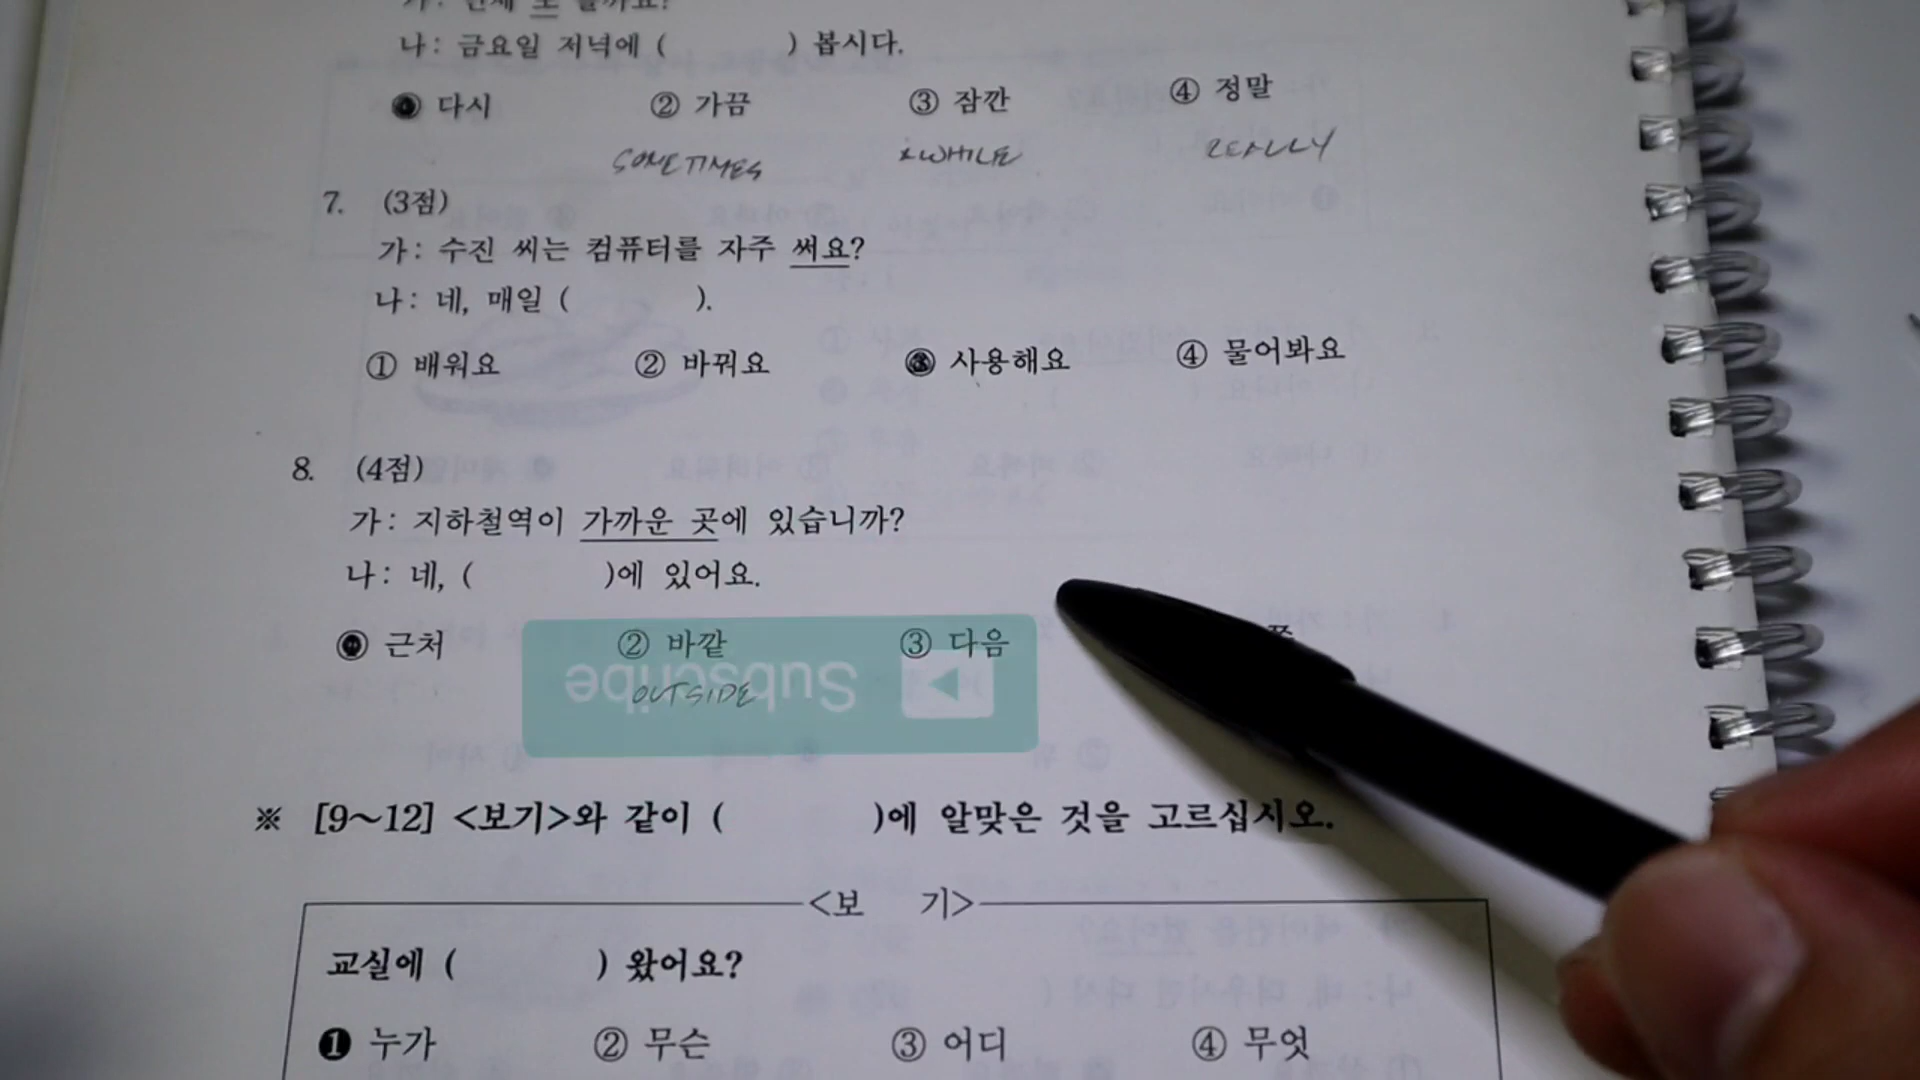 나: 금요일 저녁에 ( ) 봅시다.
다시 ② 가끔 ③ 잠깐 ④ 정말
SOMETIMES AWHILE REALLY
7. (3점)
가: 수진 씨는 컴퓨터를 자주 써요?
나: 네, 매일 ( ).
① 배워요 ② 바꿔요 ③ 사용해요 ④ 물어봐요
8. (4점)
가: 지하철역이 가까운 곳에 있습니까?
나: 네, ( )에 있어요.
근처 ② 바깥 ③ 다음
OUTSIDE
Subscribe
※ [9~12] <보기>와 같이 ( )에 알맞은 것을 고르십시오.
<보 기>
교실에 ( ) 왔어요?
❶ 누가 ② 무슨 ③ 어디 ④ 무엇